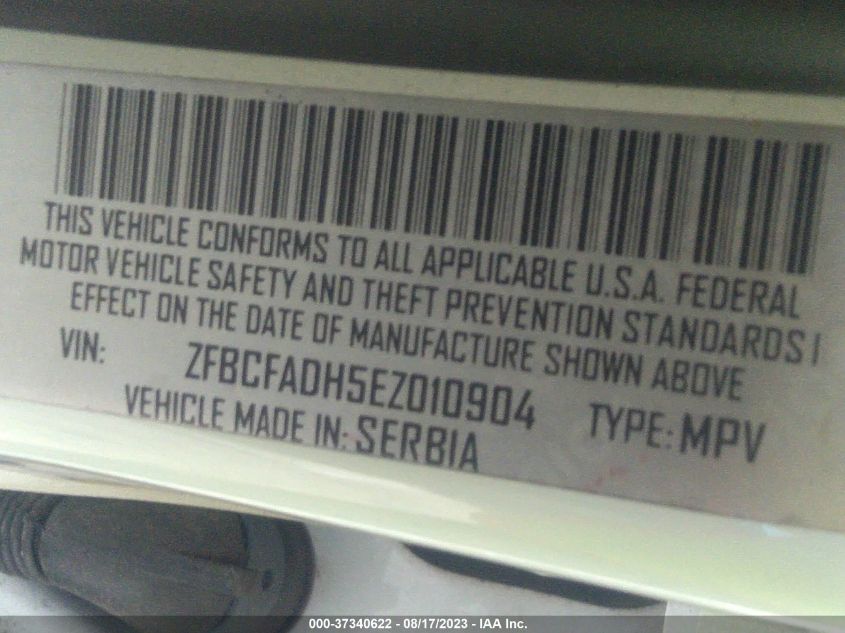 THIS VEHICLE CONFORMS TO ALL APPLICABLE U.S.A. FEDERAL
MOTOR VEHICLE SAFETY AND THEFT PREVENTION STANDARDS I
EFFECT ON THE DATE OF MANUFACTURE SHOWN ABOVE
VIN: ZFBCFADH5EZ010904 TYPE: MPV
VEHICLE MADE IN: SERBIA
000-37340622 - 08/17/2023 - IAA Inc.